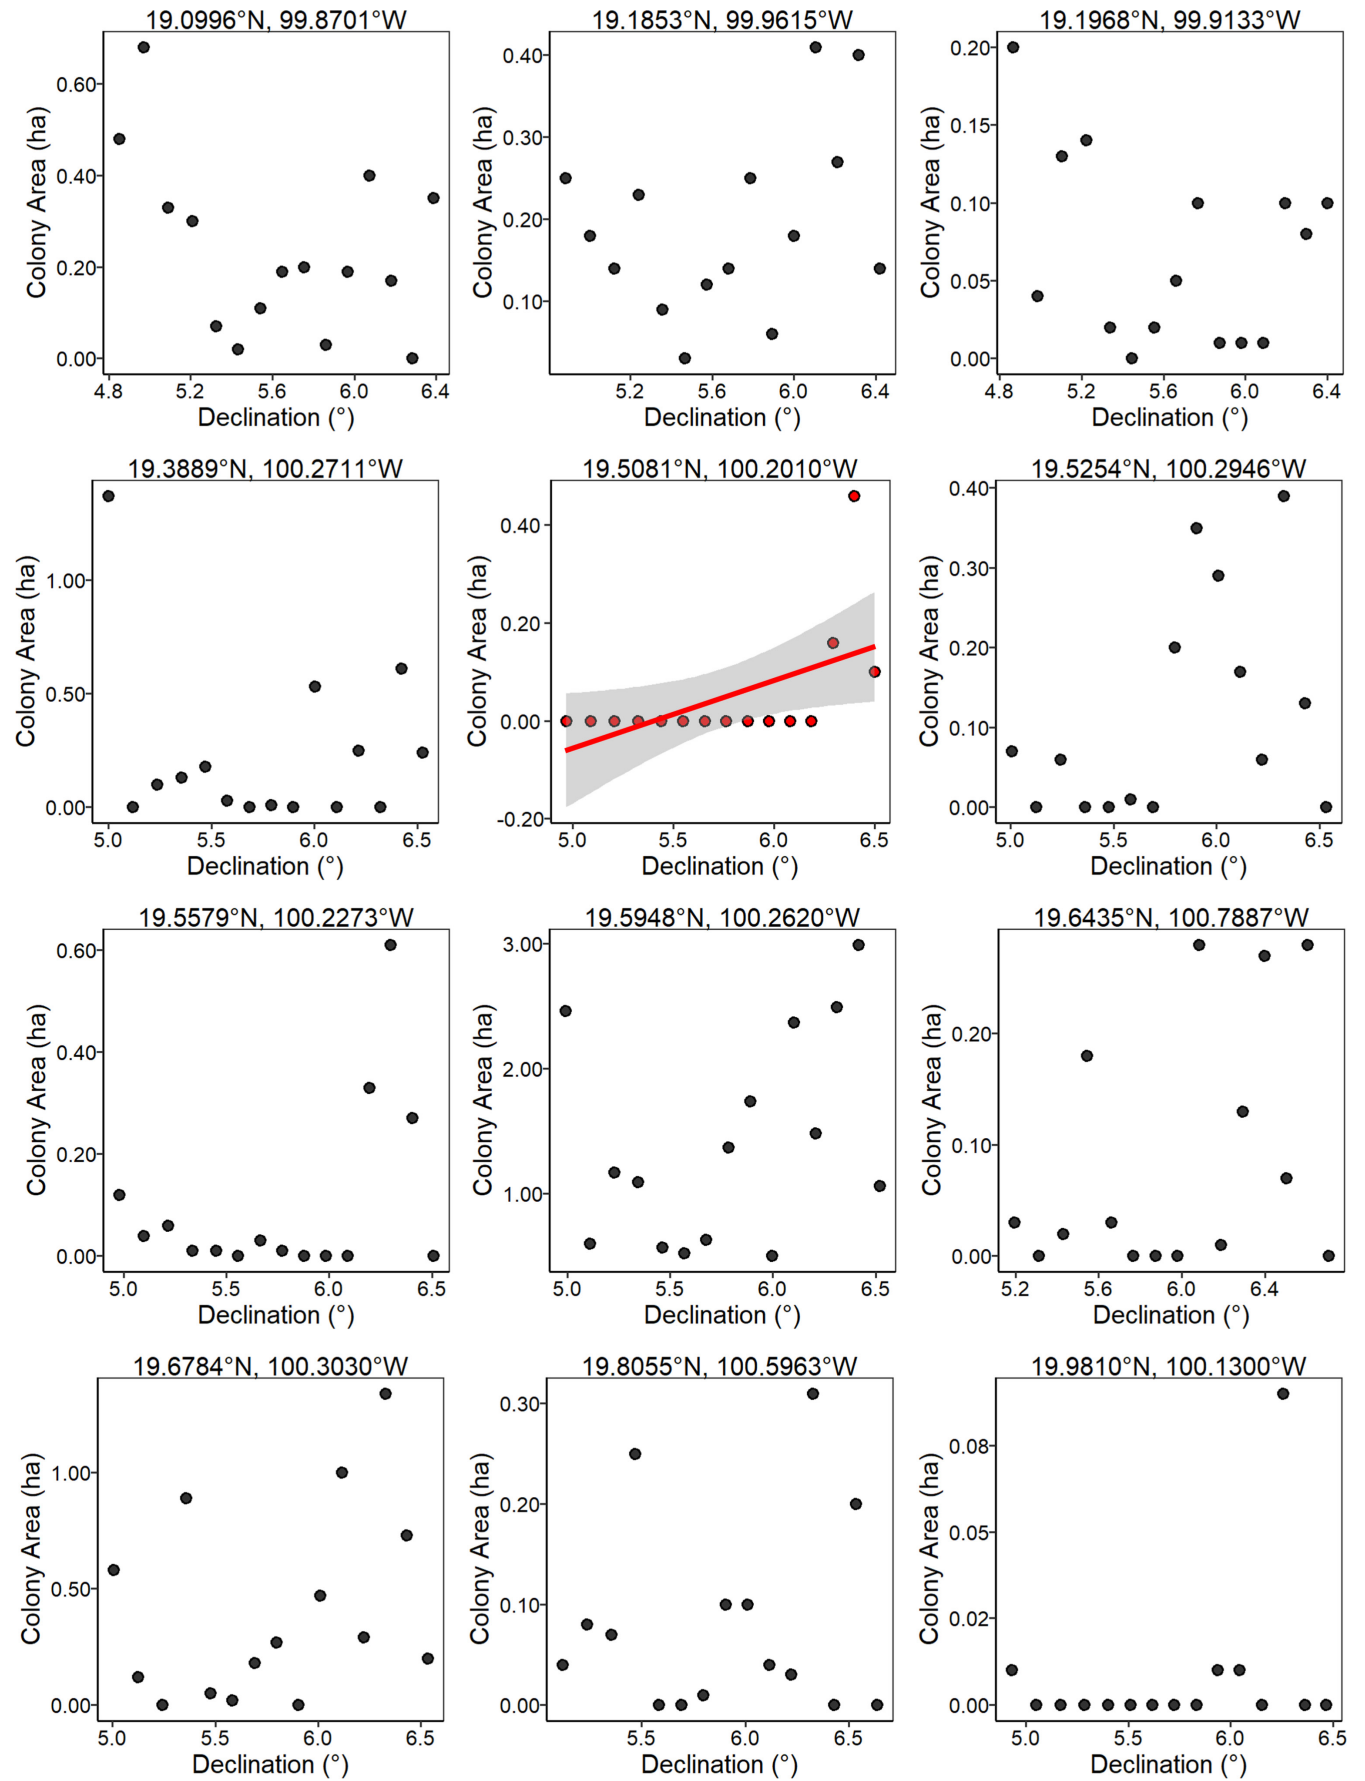 19.0996°N, 99.8701°W
Colony Area (ha)
0.60
0.40
0.20
0.00
4.8 5.2 5.6 6.0 6.4
Declination (°)
19.1853°N, 99.9615°W
Colony Area (ha)
0.40
0.30
0.20
0.10
5.2 5.6 6.0 6.4
Declination (°)
19.1968°N, 99.9133°W
Colony Area (ha)
0.20
0.15
0.10
0.05
0.00
4.8 5.2 5.6 6.0 6.4
Declination (°)
19.3889°N, 100.2711°W
Colony Area (ha)
1.00
0.50
0.00
5.0 5.5 6.0 6.5
Declination (°)
19.5081°N, 100.2010°W
Colony Area (ha)
0.40
0.20
0.00
-0.20
5.0 5.5 6.0 6.5
Declination (°)
19.5254°N, 100.2946°W
Colony Area (ha)
0.40
0.30
0.20
0.10
0.00
5.0 5.5 6.0 6.5
Declination (°)
19.5579°N, 100.2273°W
Colony Area (ha)
0.60
0.40
0.20
0.00
5.0 5.5 6.0 6.5
Declination (°)
19.5948°N, 100.2620°W
Colony Area (ha)
3.00
2.00
1.00
5.0 5.5 6.0 6.5
Declination (°)
19.6435°N, 100.7887°W
Colony Area (ha)
0.20
0.10
0.00
5.2 5.6 6.0 6.4
Declination (°)
19.6784°N, 100.3030°W
Colony Area (ha)
1.00
0.50
0.00
5.0 5.5 6.0 6.5
Declination (°)
19.8055°N, 100.5963°W
Colony Area (ha)
0.30
0.20
0.10
0.00
5.5 6.0 6.5
Declination (°)
19.9810°N, 100.1300°W
Colony Area (ha)
0.08
0.05
0.02
0.00
5.0 5.5 6.0 6.5
Declination (°)